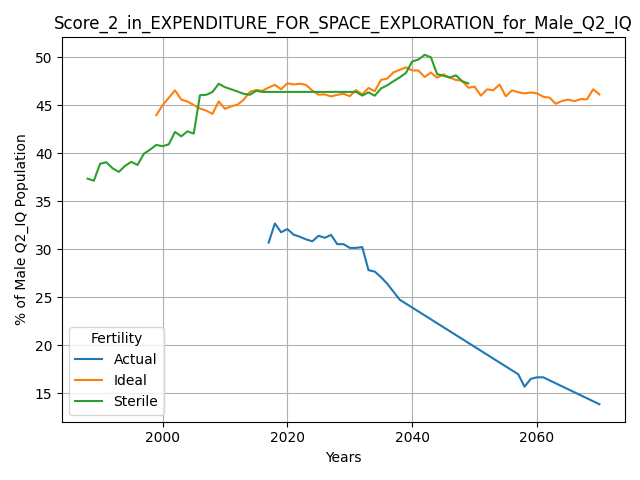 Score_2_in_EXPENDITURE_FOR_SPACE_EXPLORATION_for_Male_Q2_IQ
% of Male Q2_IQ Population
50
45
40
35
30
25
20
15
Fertility
Actual
Ideal
Sterile
2000 2020 2040 2060
Years